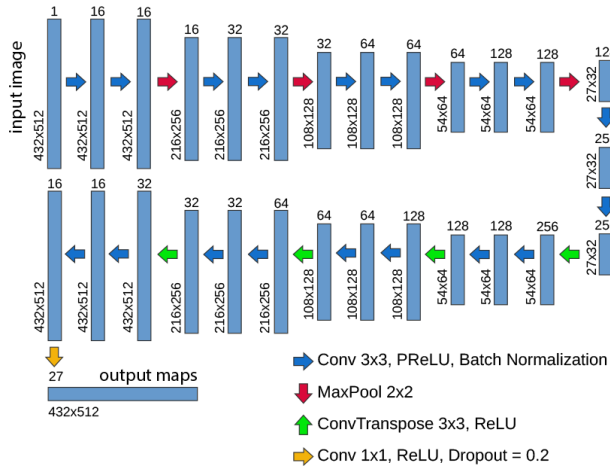 input image
1 16 16
432x512 432x512 432x512
16 32 32
216x256 216x256 216x256
32 64 64
108x128 108x128 108x128
64 128 128
54x64 54x64 54x64
27x32
27x32
27x32
16 16 32
432x512 432x512 432x512
32 32 64
216x256 216x256 216x256
64 64 128
108x128 108x128 108x128
128 128 256
54x64 54x64 54x64
27 output maps
432x512
Conv 3x3, PReLU, Batch Normalization
MaxPool 2x2
ConvTranspose 3x3, ReLU
Conv 1x1, ReLU, Dropout = 0.2